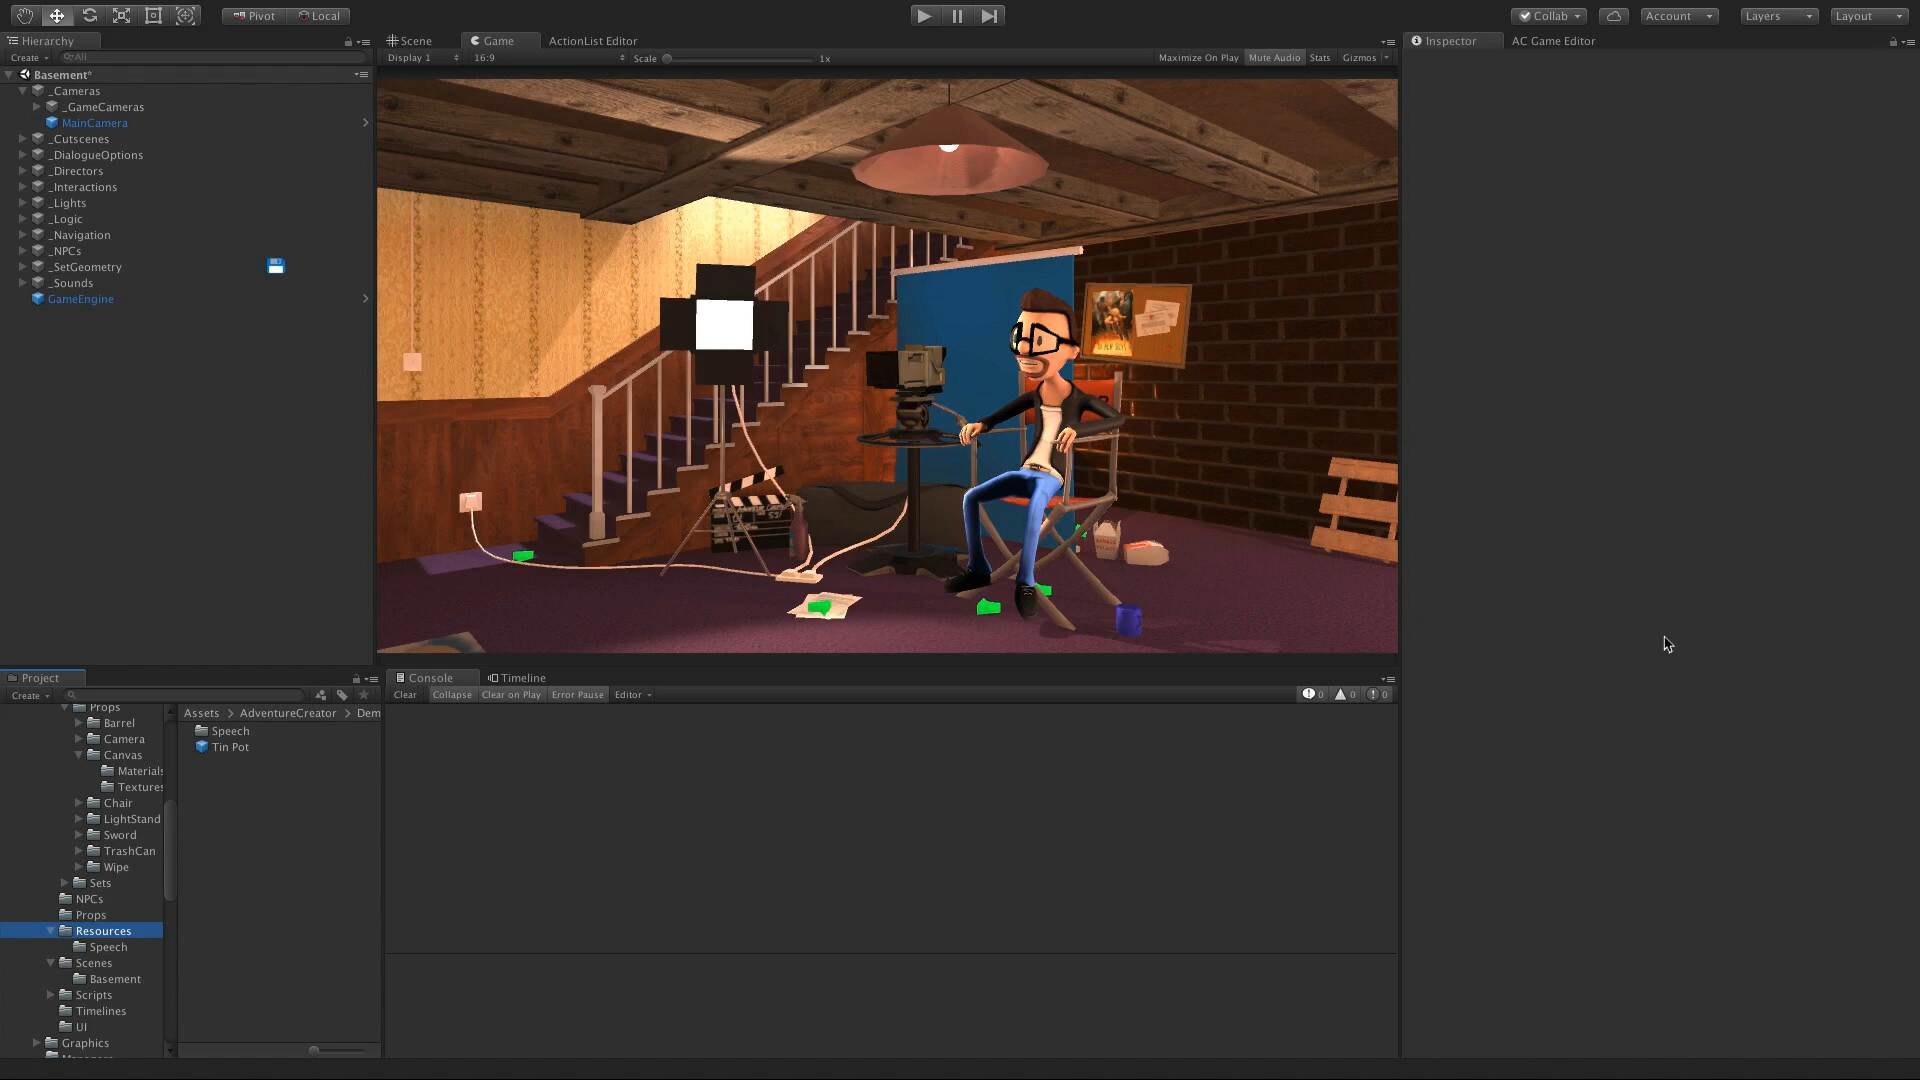 Pivot
Local
Collab
Account
Layers
Layout
Hierarchy
Scene
Game
ActionList Editor
Inspector
AC Game Editor
Create
All
Display 1
16:9
Scale
1x
Maximize On Play
Mute Audio
Stats
Gizmos
Basement*
_Cameras
_GameCameras
MainCamera
_Cutscenes
_DialogueOptions
_Directors
_Interactions
_Lights
_Logic
_Navigation
_NPCs
_SetGeometry
_Sounds
GameEngine
Project
Console
Timeline
Create
Clear
Collapse
Clear on Play
Error Pause
Editor
0
0
0
Props
Barrel
Camera
Canvas
Materials
Textures
Chair
LightStand
Sword
TrashCan
Wipe
Sets
NPCs
Props
Resources
Speech
Scenes
Basement
Scripts
Timelines
UI
Graphics
Assets > AdventureCreator > Dem
Speech
Tin Pot